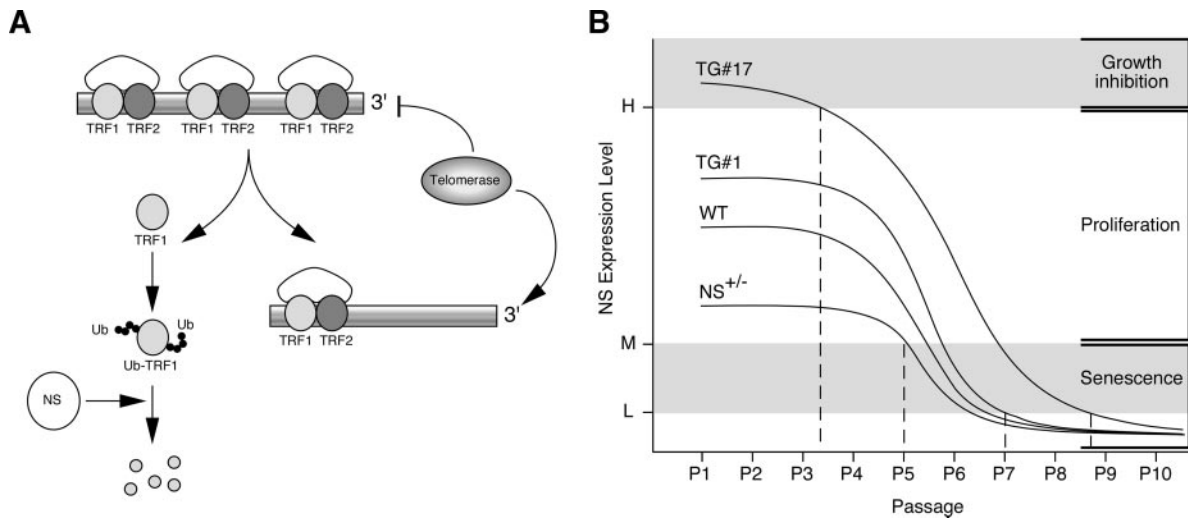 A
3'
TRF1 TRF2 TRF1 TRF2 TRF1 TRF2
Telomerase
TRF1
3'
TRF1 TRF2
Ub Ub
Ub-TRF1
NS
B
NS Expression Level
H
M
L
TG#17
TG#1
WT
NS+/-
Growth
inhibition
Proliferation
Senescence
P1 P2 P3 P4 P5 P6 P7 P8 P9 P10
Passage